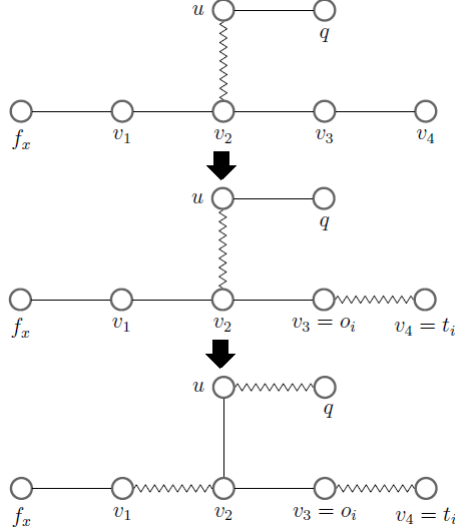 u
q
f_x v_1 v_2 v_3 v_4
u
q
f_x v_1 v_2 v_3 = o_i v_4 = t_i
u
q
f_x v_1 v_2 v_3 = o_i v_4 = t_i